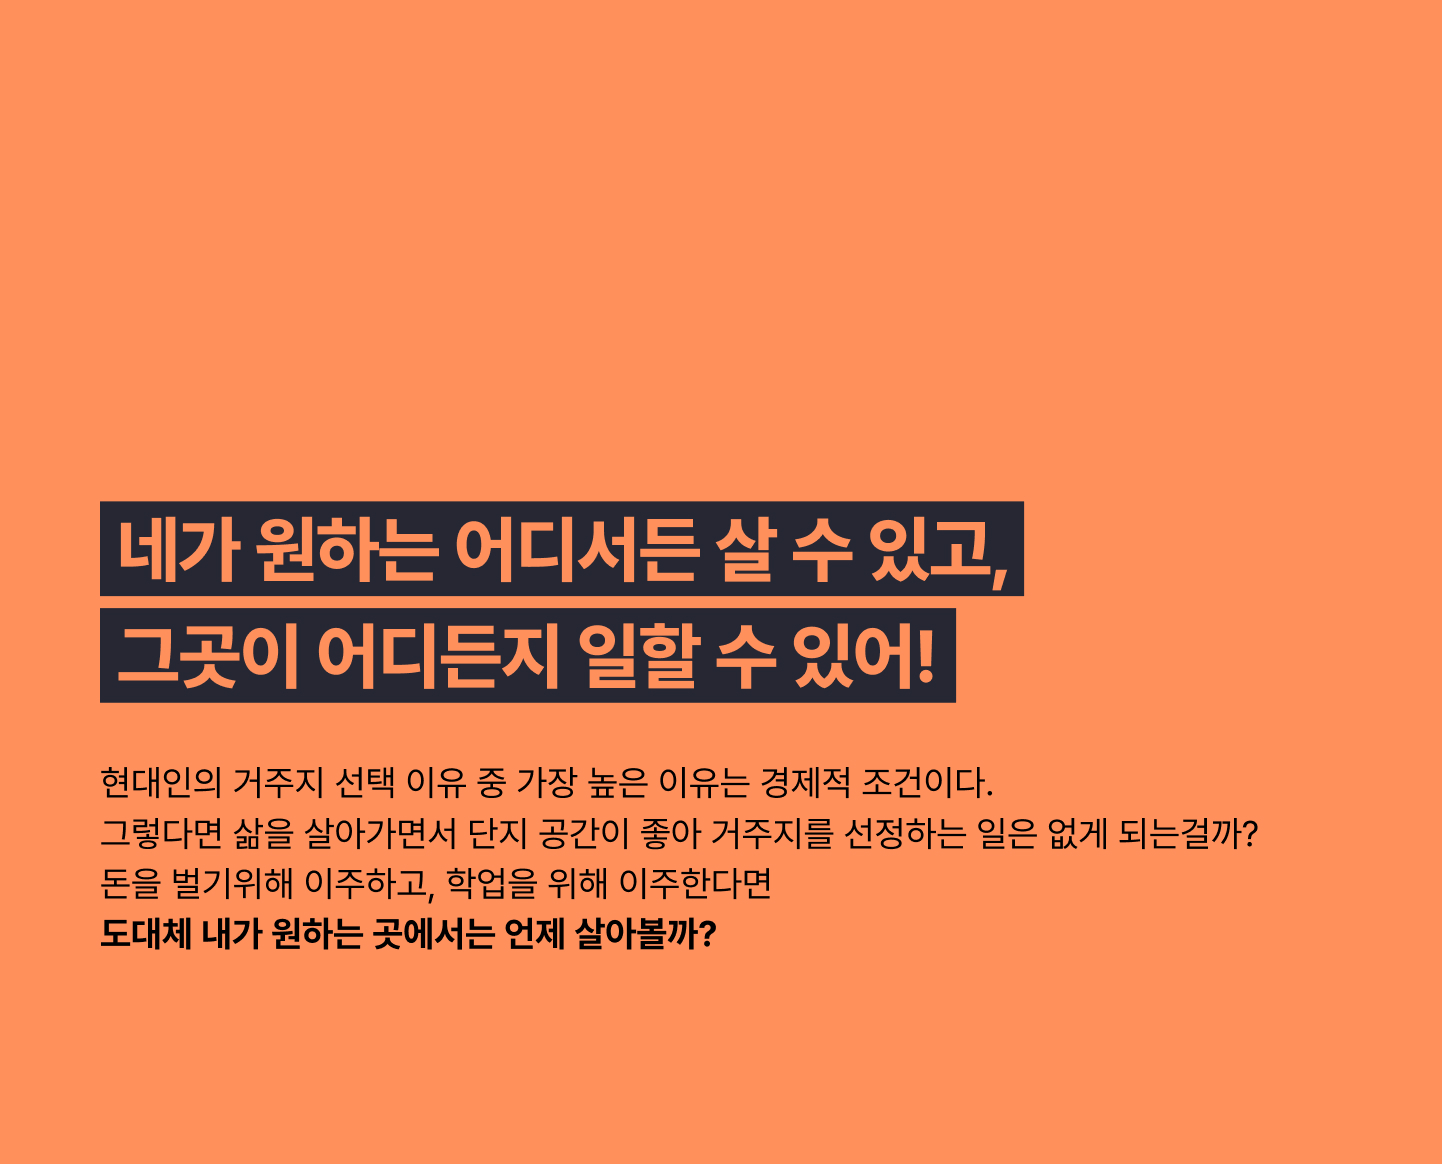 네가 원하는 어디서든 살 수 있고,
그곳이 어디든지 일할 수 있어!
현대인의 거주지 선택 이유 중 가장 높은 이유는 경제적 조건이다.
그렇다면 삶을 살아가면서 단지 공간이 좋아 거주지를 선정하는 일은 없게 되는걸까?
돈을 벌기위해 이주하고, 학업을 위해 이주한다면
도대체 내가 원하는 곳에서는 언제 살아볼까?